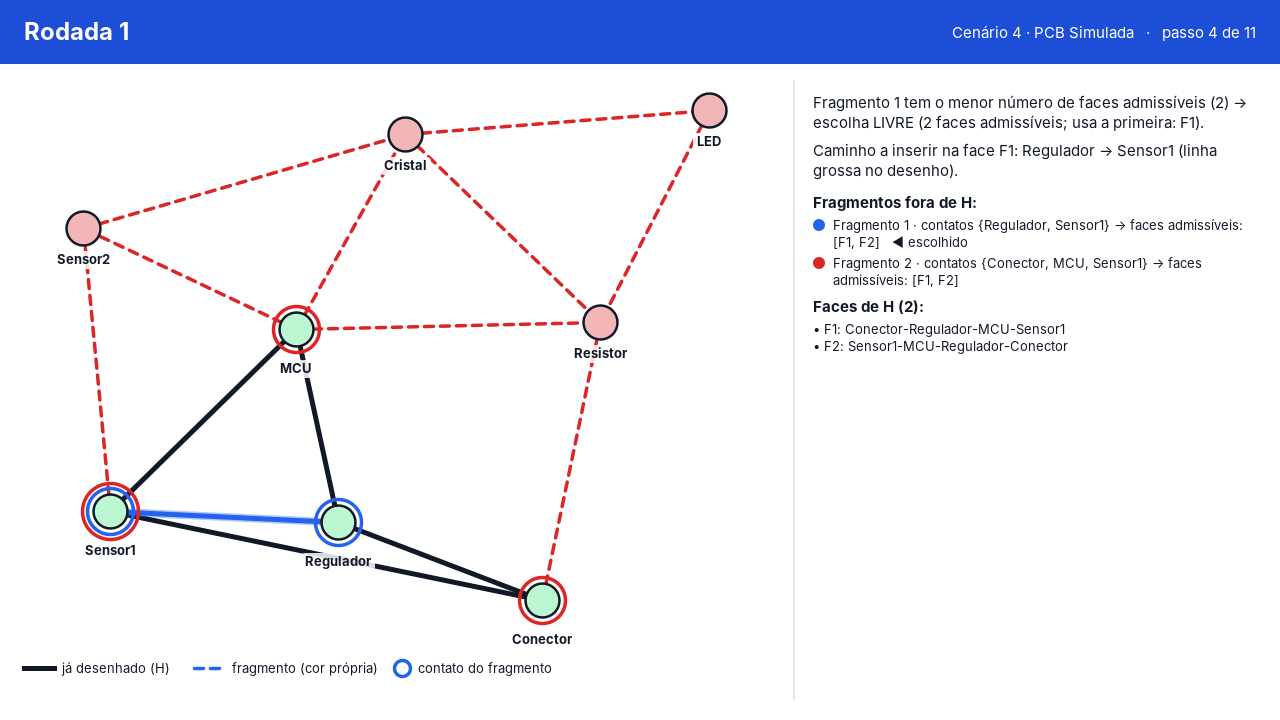 Rodada 1
Cenário 4 · PCB Simulada · passo 4 de 11
LED
Cristal
Sensor2
MCU
Resistor
Sensor1
Regulador
Conector
já desenhado (H)
fragmento (cor própria)
contato do fragmento
Fragmento 1 tem o menor número de faces admissíveis (2) →
escolha LIVRE (2 faces admissíveis; usa a primeira: F1).
Caminho a inserir na face F1: Regulador → Sensor1 (linha
grossa no desenho).
Fragmentos fora de H:
Fragmento 1 · contatos {Regulador, Sensor1} → faces admissíveis:
[F1, F2] ◄ escolhido
Fragmento 2 · contatos {Conector, MCU, Sensor1} → faces
admissíveis: [F1, F2]
Faces de H (2):
• F1: Conector-Regulador-MCU-Sensor1
• F2: Sensor1-MCU-Regulador-Conector